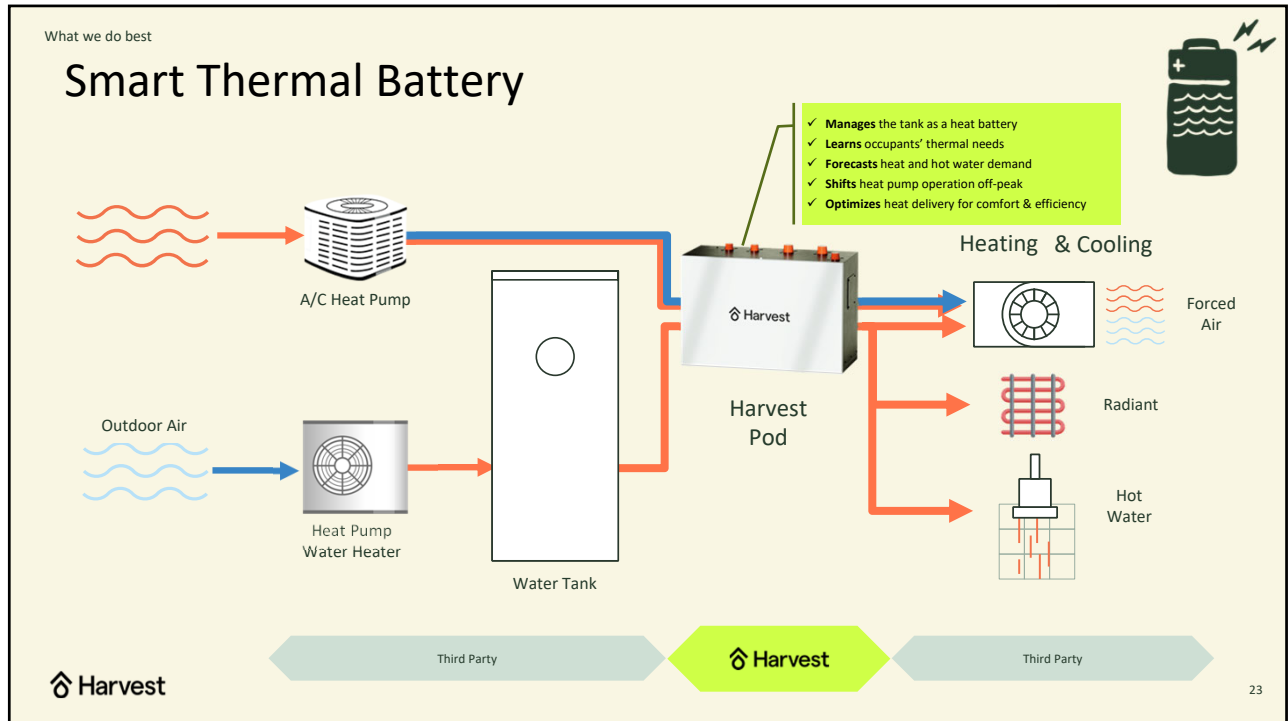 What we do best
Smart Thermal Battery
✓ Manages the tank as a heat battery
✓ Learns occupants' thermal needs
✓ Forecasts heat and hot water demand
✓ Shifts heat pump operation off-peak
✓ Optimizes heat delivery for comfort & efficiency
Heating & Cooling
A/C Heat Pump
Harvest
Forced
Air
Harvest
Pod
Radiant
Outdoor Air
Hot
Water
Heat Pump
Water Heater
Water Tank
Third Party
Harvest
Third Party
Harvest
23